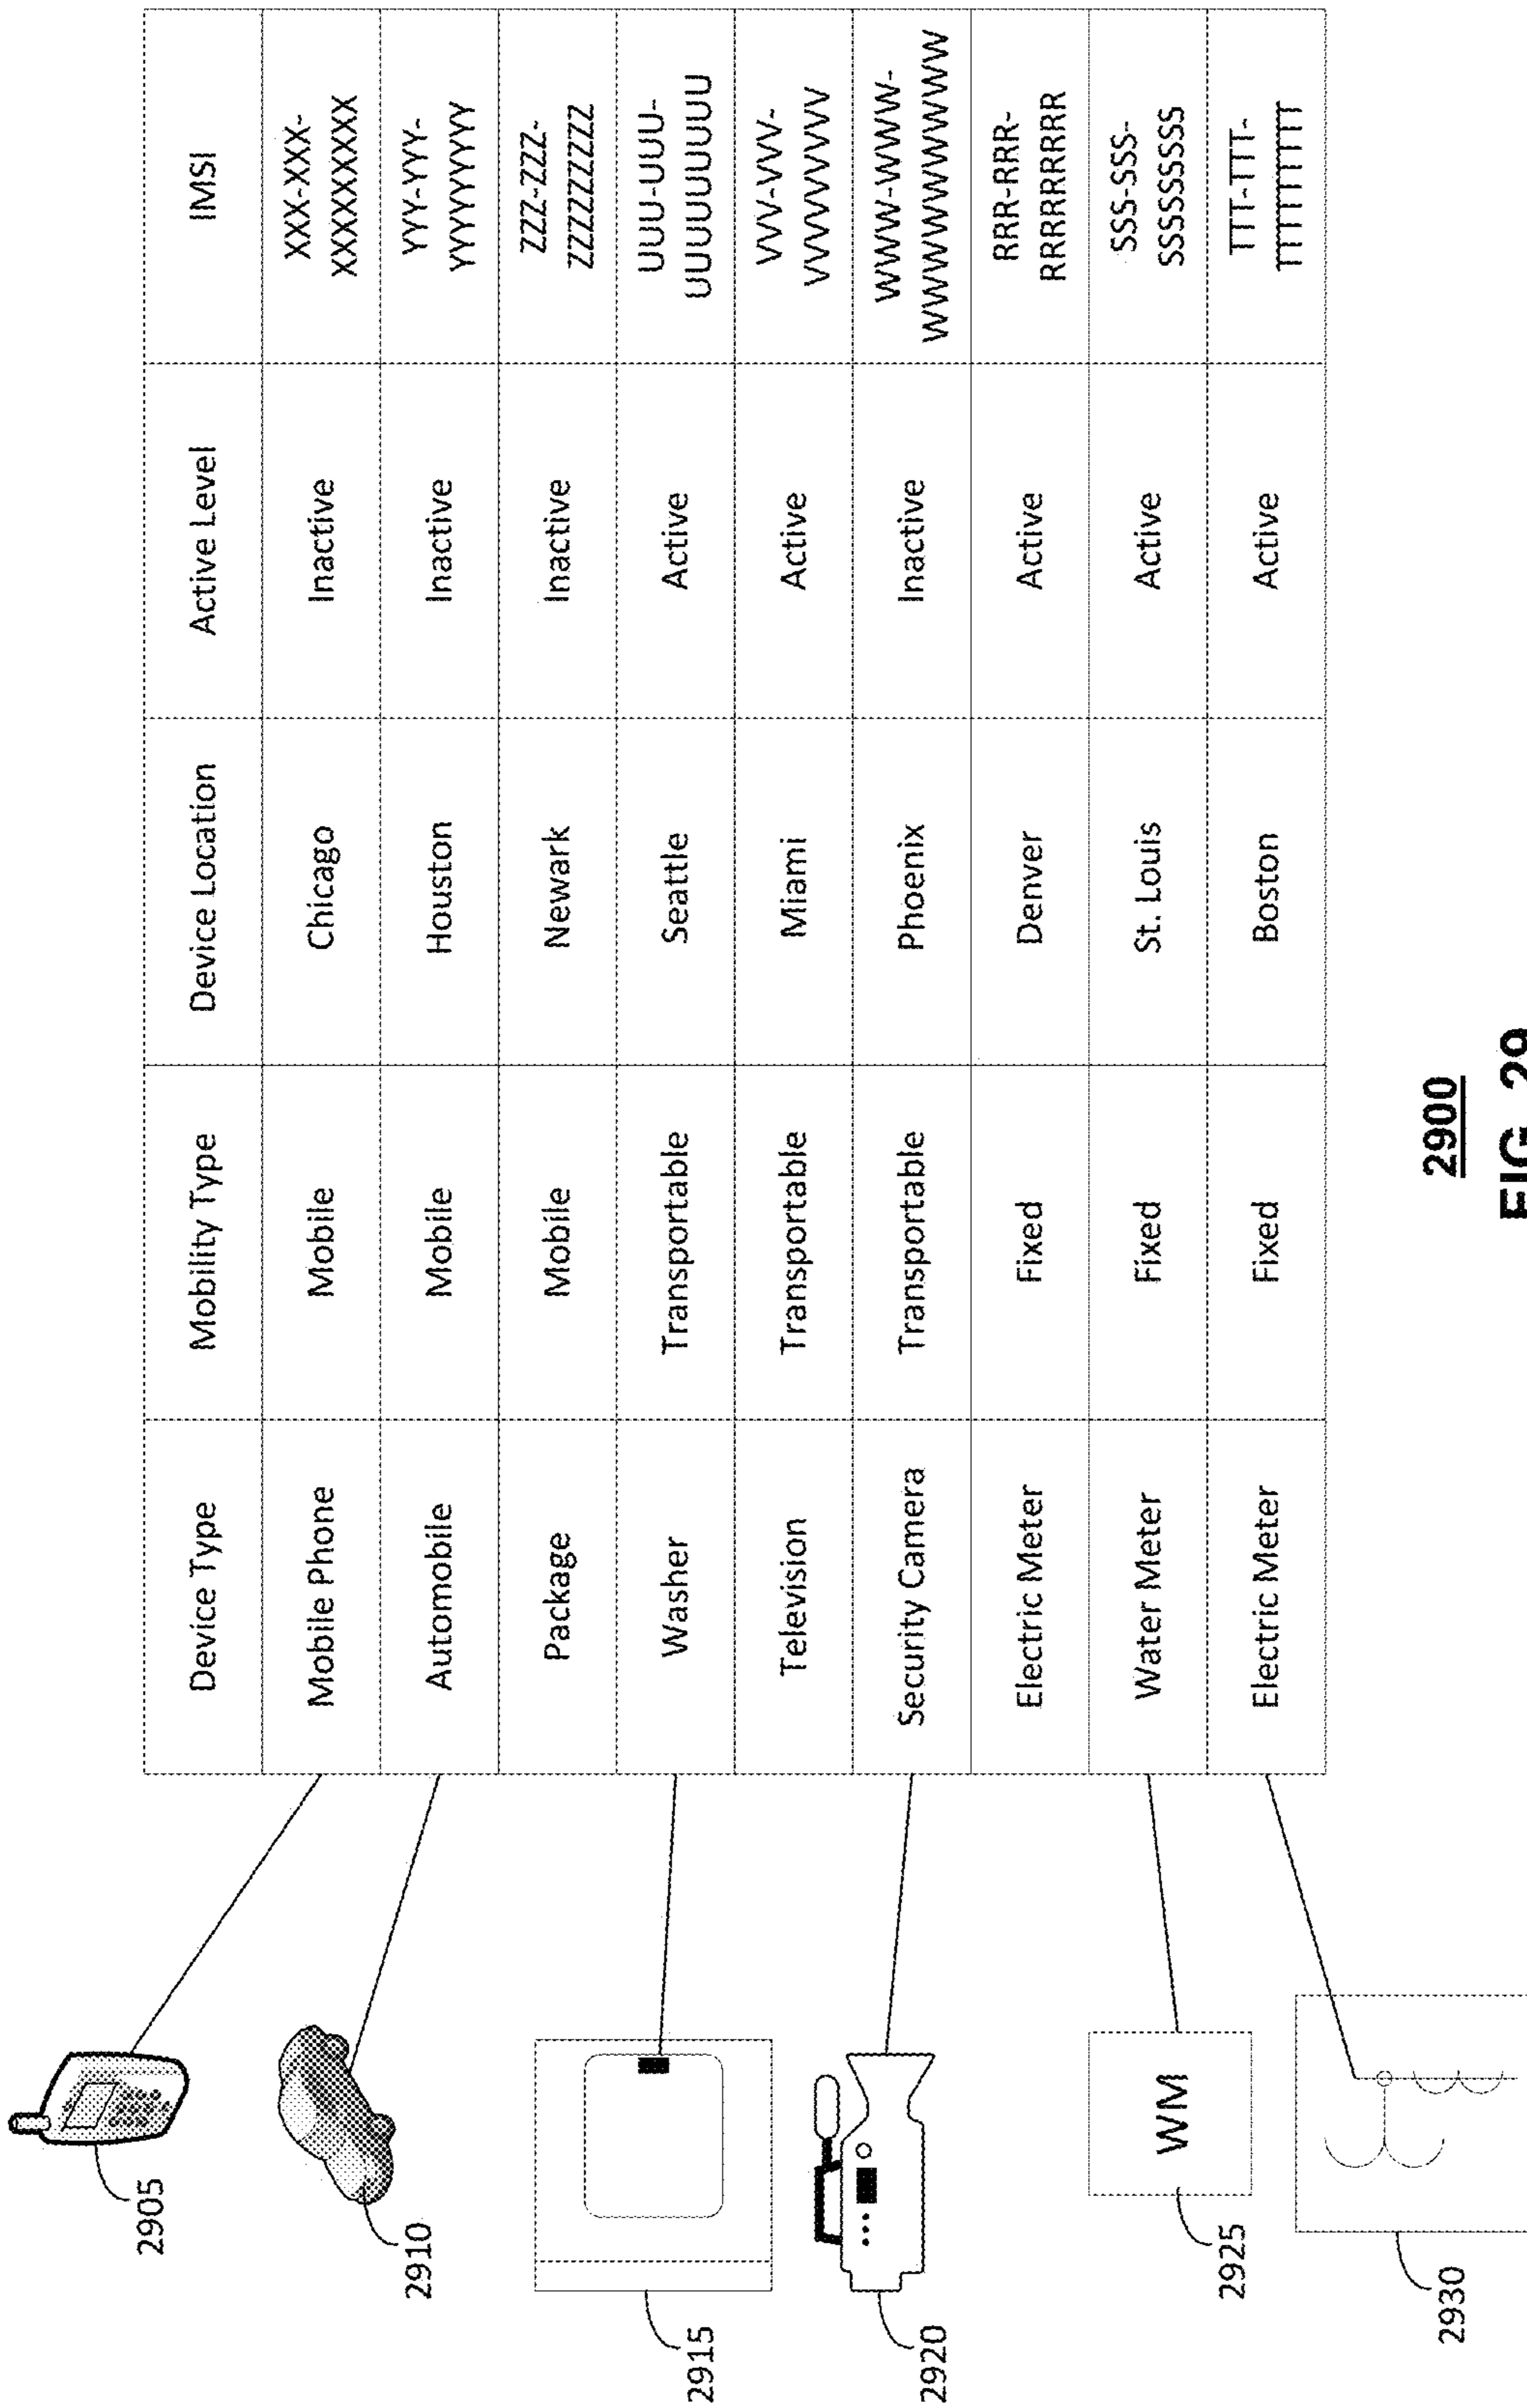 Device Type Mobility Type Device Location Active Level IMSI
Mobile Phone Mobile Chicago Inactive XXX-XXX-
XXXXXXXXX
Automobile Mobile Houston Inactive YYY-YYY-
YYYYYYYYY
Package Mobile Newark Inactive ZZZ-ZZZ-
ZZZZZZZZZ
Washer Transportable Seattle Active UUU-UUU-
UUUUUUUUU
Television Transportable Miami Active VVV-VVV-
VVVVVVVVV
Security Camera Transportable Phoenix Inactive WWW-WWW-
WWWWWWWWW
Electric Meter Fixed Denver Active RRR-RRR-
RRRRRRRRR
Water Meter Fixed St. Louis Active SSS-SSS-
SSSSSSSSS
Electric Meter Fixed Boston Active TTT-TTT-
TTTTTTTTT
2905
2910
2915
2920
WM
2925
2930
2900
FIG. 29